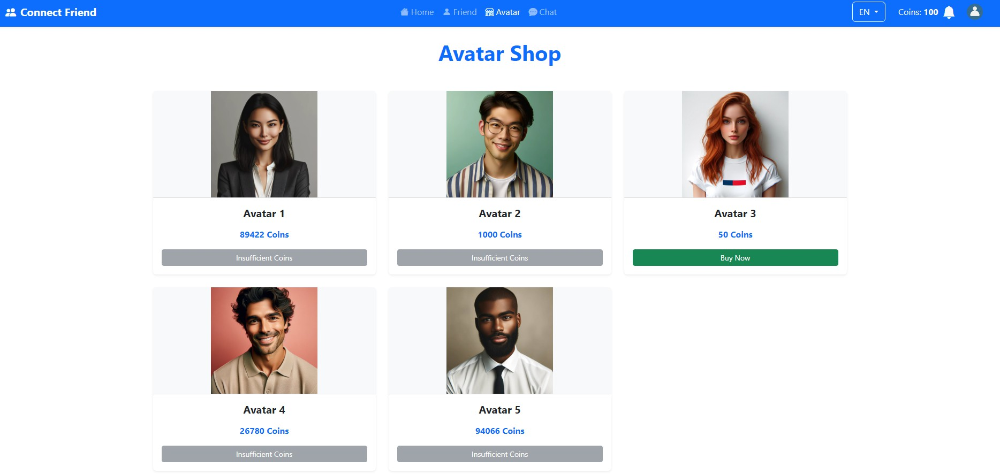 Connect Friend
Home Friend Avatar Chat
EN
Coins: 100
Avatar Shop
Avatar 1
89422 Coins
Insufficient Coins
Avatar 2
1000 Coins
Insufficient Coins
Avatar 3
50 Coins
Buy Now
Avatar 4
26780 Coins
Insufficient Coins
Avatar 5
94066 Coins
Insufficient Coins